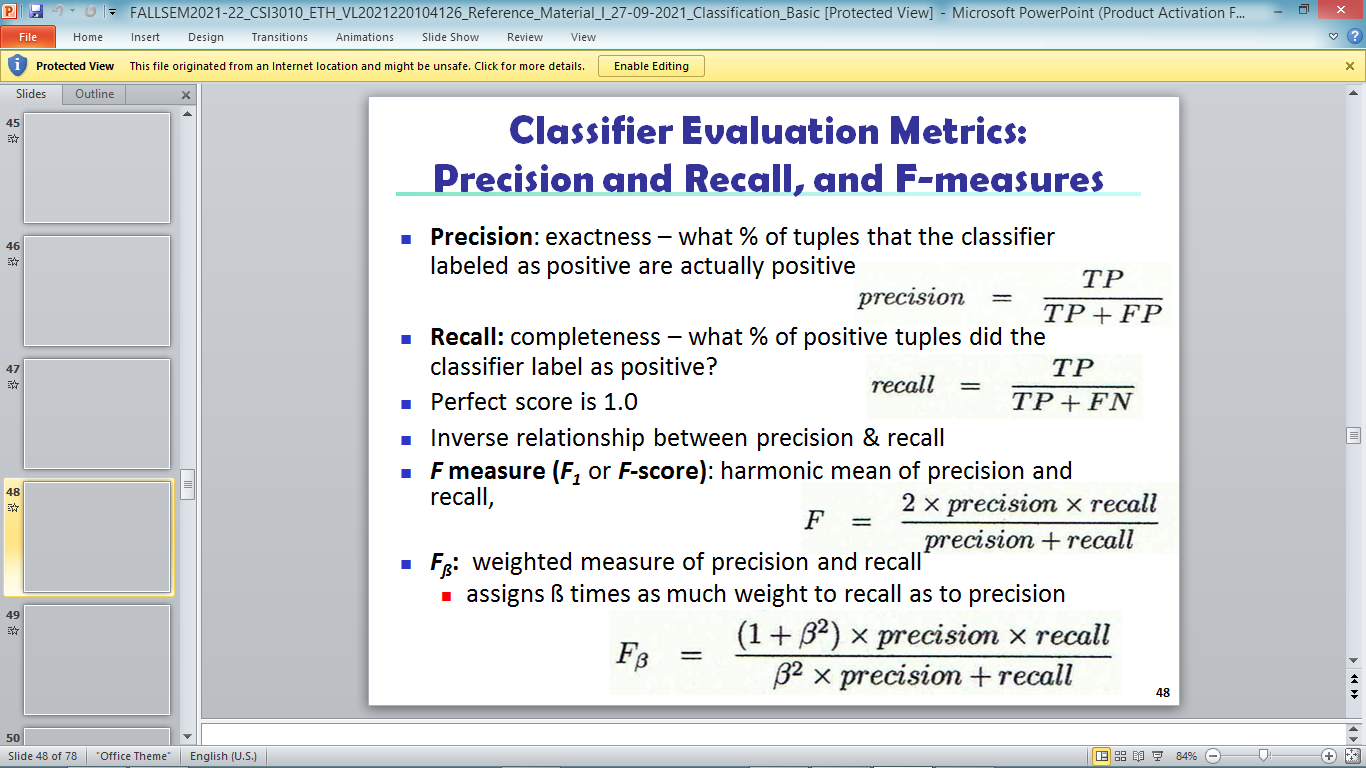 FALLSEM2021-22_CSI3010_ETH_VL2021220104126_Reference_Material_I_27-09-2021_Classification_Basic [Protected View] - Microsoft PowerPoint (Product Activation F...
File Home Insert Design Transitions Animations Slide Show Review View
Protected View This file originated from an Internet location and might be unsafe. Click for more details. Enable Editing
Slides Outline
45
46
47
48
49
50
Classifier Evaluation Metrics:
Precision and Recall, and F-measures
Precision: exactness – what % of tuples that the classifier
labeled as positive are actually positive
precision = TP / TP + FP
Recall: completeness – what % of positive tuples did the
classifier label as positive?
recall = TP / TP + FN
Perfect score is 1.0
Inverse relationship between precision & recall
F measure (F1 or F-score): harmonic mean of precision and
recall,
F = 2 × precision × recall / precision + recall
Fß: weighted measure of precision and recall
assigns ß times as much weight to recall as to precision
Fβ = (1 + β²) × precision × recall / β² × precision + recall
48
Slide 48 of 78 "Office Theme" English (U.S.) 84%